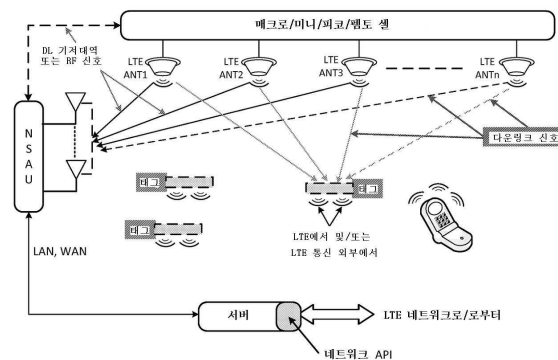 매크로/미니/피코/펨토 셀
DL 기저대역
또는 RF 신호
LTE
ANT1
LTE
ANT2
LTE
ANT3
LTE
ANTn
NSAU
다운링크 신호
태그
태그
태그
LTE에서 및/또는
LTE 통신 외부에서
LAN, WAN
서버
LTE 네트워크로/로부터
네트워크 API